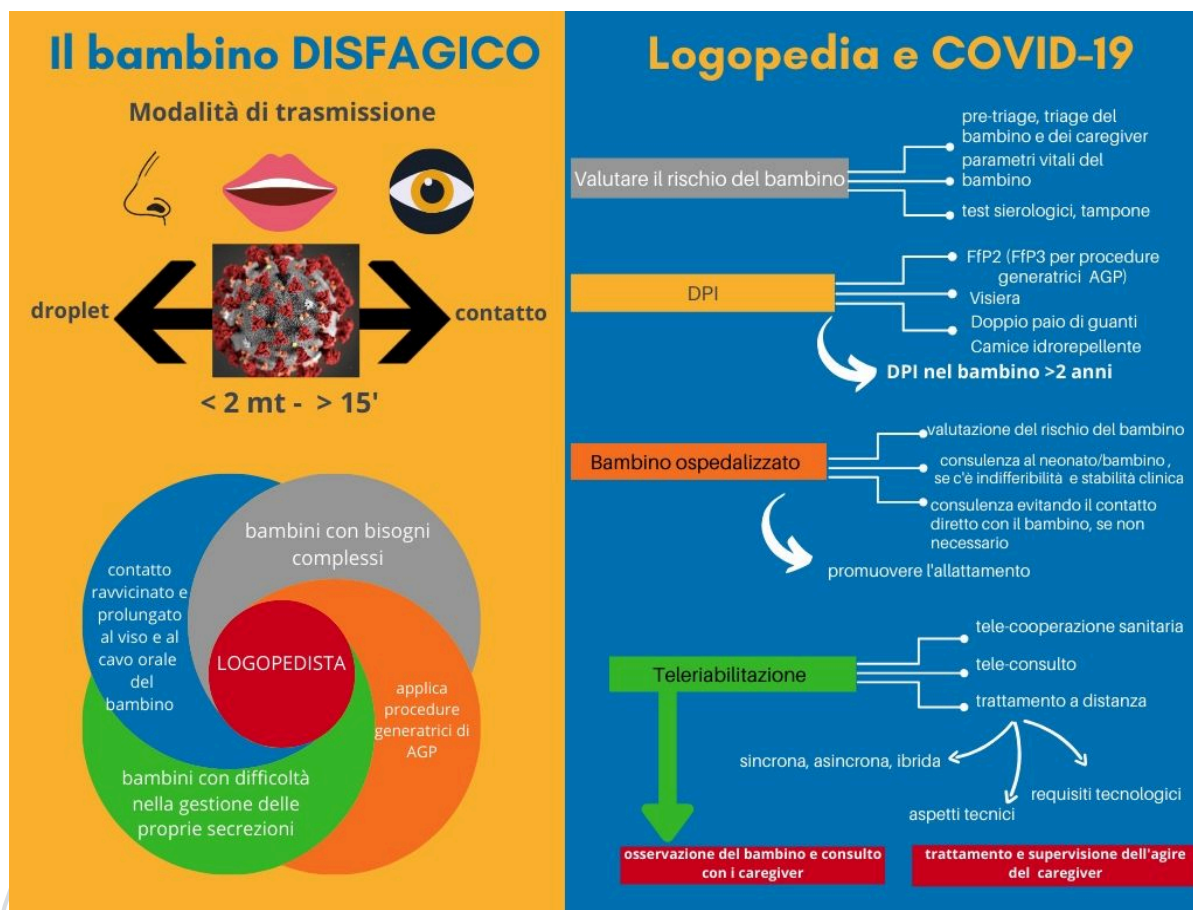 Il bambino DISFAGICO
Modalità di trasmissione
droplet
contatto
< 2 mt - > 15'
bambini con bisogni
complessi
contatto
ravvicinato e
prolungato
al viso e al
cavo orale
del
bambino
LOGOPEDISTA
applica
procedure
generatrici di
AGP
bambini con difficoltà
nella gestione delle
proprie secrezioni
Logopedia e COVID-19
Valutare il rischio del bambino
pre-triage, triage del
bambino e dei caregiver
parametri vitali del
bambino
test sierologici, tampone
DPI
FfP2 (FfP3 per procedure
generatrici AGP)
Visiera
Doppio paio di guanti
Camice idrorepellente
DPI nel bambino >2 anni
Bambino ospedalizzato
valutazione del rischio del bambino
consulenza al neonato/bambino ,
se c'è indifferibilità e stabilità clinica
consulenza evitando il contatto
diretto con il bambino, se non
necessario
promuovere l'allattamento
Teleriabilitazione
tele-cooperazione sanitaria
tele-consulto
trattamento a distanza
sincrona, asincrona, ibrida
requisiti tecnologici
aspetti tecnici
osservazione del bambino e consulto
con i caregiver
trattamento e supervisione dell'agire
del caregiver